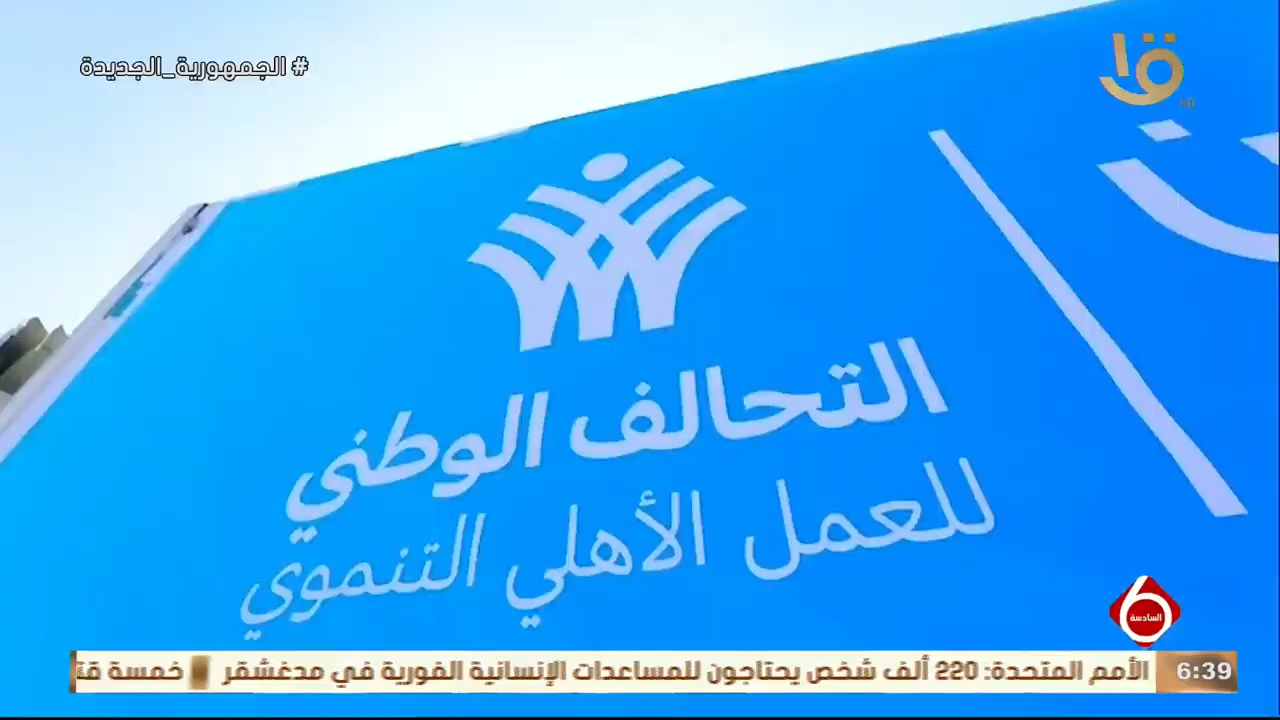 # الجمهورية_الجديدة
التحالف الوطني
للعمل الأهلي التنموي
السادسة
6:39
الأمم المتحدة: 220 ألف شخص يحتاجون للمساعدات الإنسانية الفورية في مدغشقر
خمسة